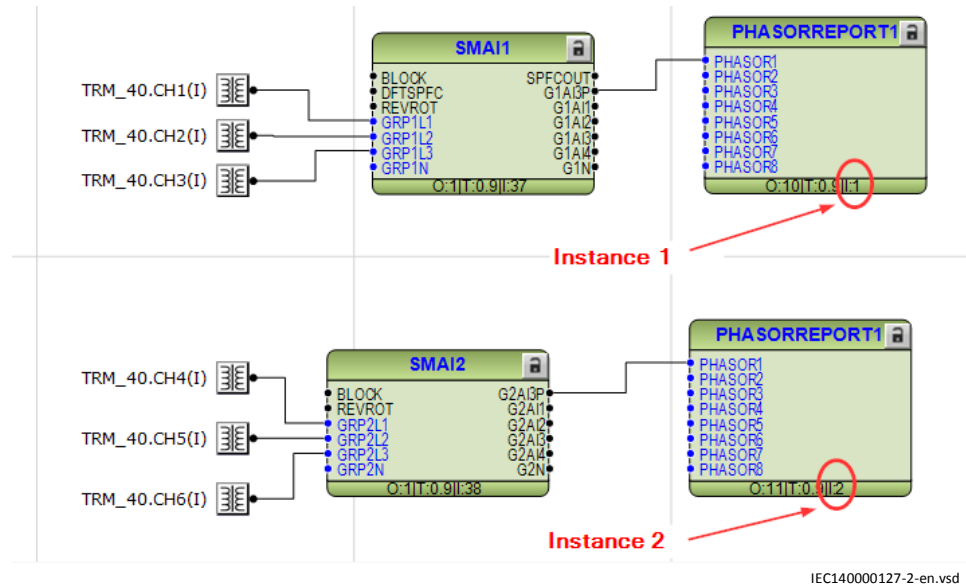 SMAI1
PHASORREPORT1
TRM_40.CH1(I)
TRM_40.CH2(I)
TRM_40.CH3(I)
BLOCK
DFTSPFC
REVROT
GRP1L1
GRP1L2
GRP1L3
GRP1N
SPFCOUT
G1AI3P
G1AI1
G1AI2
G1AI3
G1AI4
G1N
O:1|T:0.9|I:37
PHASOR1
PHASOR2
PHASOR3
PHASOR4
PHASOR5
PHASOR6
PHASOR7
PHASOR8
O:10|T:0.9|I:1
Instance 1
SMAI2
PHASORREPORT1
TRM_40.CH4(I)
TRM_40.CH5(I)
TRM_40.CH6(I)
BLOCK
REVROT
GRP2L1
GRP2L2
GRP2L3
GRP2N
G2AI3P
G2AI1
G2AI2
G2AI3
G2AI4
G2N
O:1|T:0.9|I:38
PHASOR1
PHASOR2
PHASOR3
PHASOR4
PHASOR5
PHASOR6
PHASOR7
PHASOR8
O:11|T:0.9|I:2
Instance 2
IEC140000127-2-en.vsd